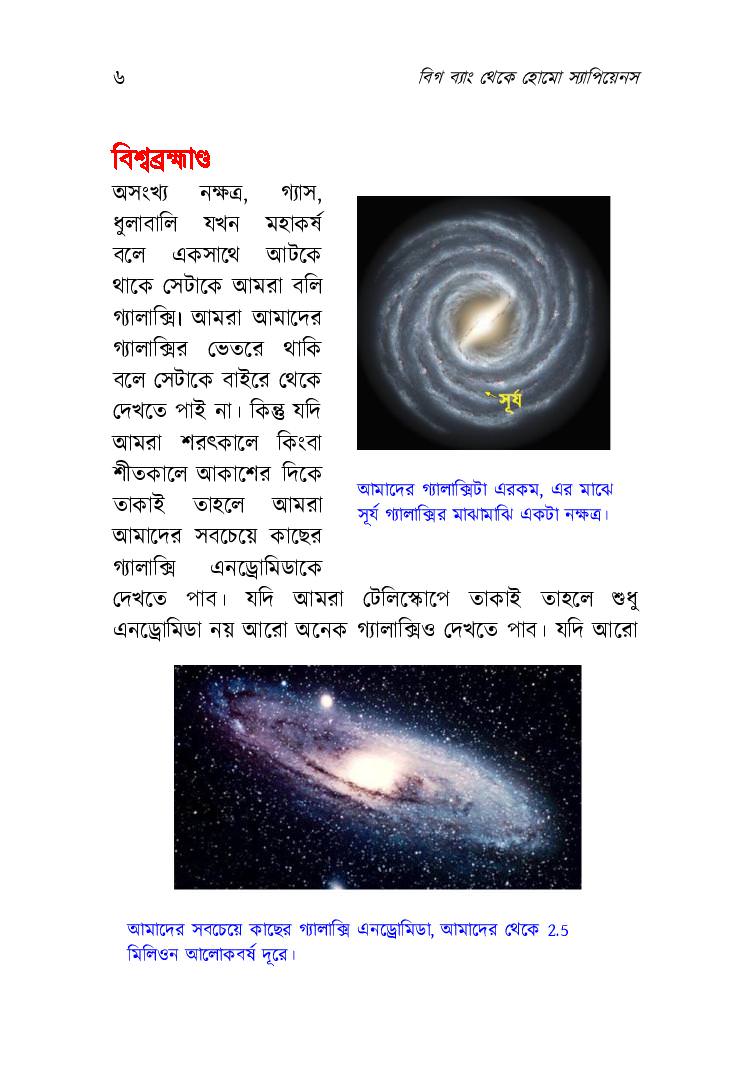 ৬
বিগ ব্যাং থেকে হোমো স্যাপিয়েনস
বিশ্বব্রহ্মাণ্ড
অসংখ্য নক্ষত্র, গ্যাস,
ধুলাবালি যখন মহাকর্ষ
বলে একসাথে আটকে
থাকে সেটাকে আমরা বলি
গ্যালাক্সি। আমরা আমাদের
গ্যালাক্সির ভেতরে থাকি
বলে সেটাকে বাইরে থেকে
দেখতে পাই না। কিন্তু যদি
আমরা শরৎকালে কিংবা
শীতকালে আকাশের দিকে
তাকাই তাহলে আমরা
আমাদের সবচেয়ে কাছের
গ্যালাক্সি এনড্রোমিডাকে
দেখতে পাব। যদি আমরা টেলিস্কোপে তাকাই তাহলে শুধু
এনড্রোমিডা নয় আরো অনেক গ্যালাক্সিও দেখতে পাব। যদি আরো
সূর্য
আমাদের গ্যালাক্সিটা এরকম, এর মাঝে
সূর্য গ্যালাক্সির মাঝামাঝি একটা নক্ষত্র।
আমাদের সবচেয়ে কাছের গ্যালাক্সি এনড্রোমিডা, আমাদের থেকে 2.5
মিলিওন আলোকবর্ষ দূরে।